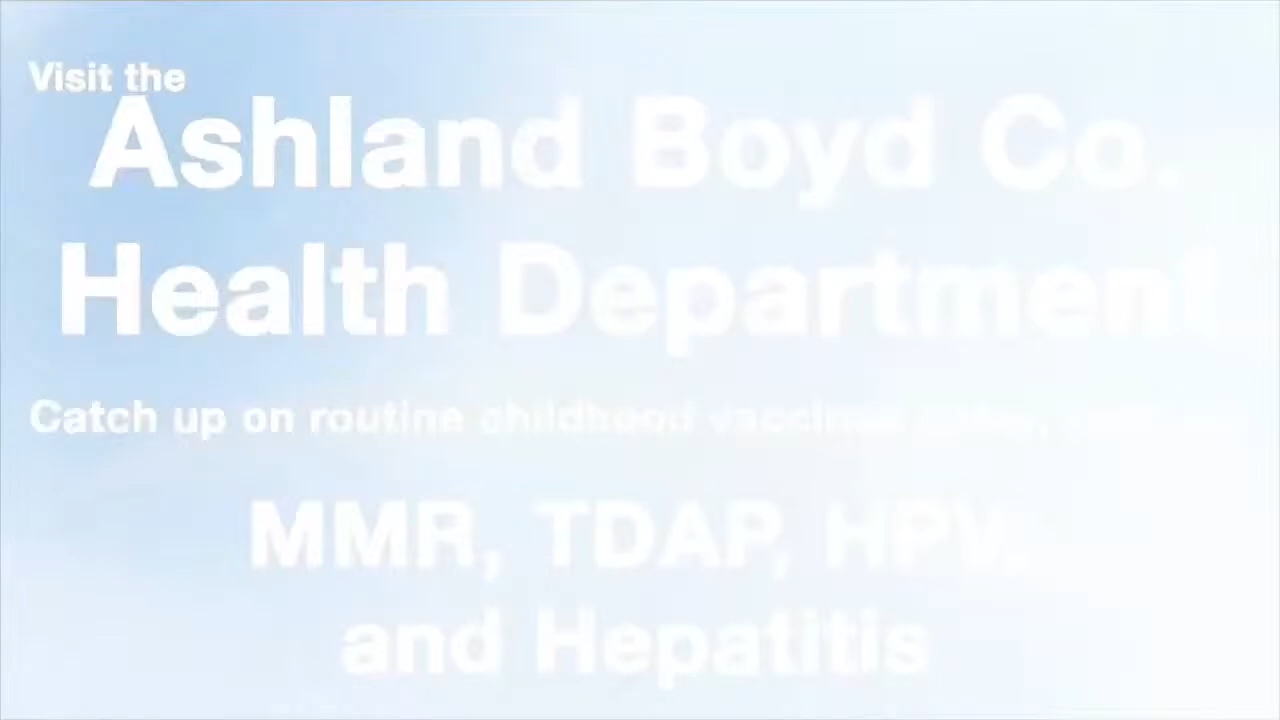 Visit the
Ashland Boyd Co.
Health Department
Catch up on routine childhood vaccines
MMR, TDAP, HPV,
and Hepatitis